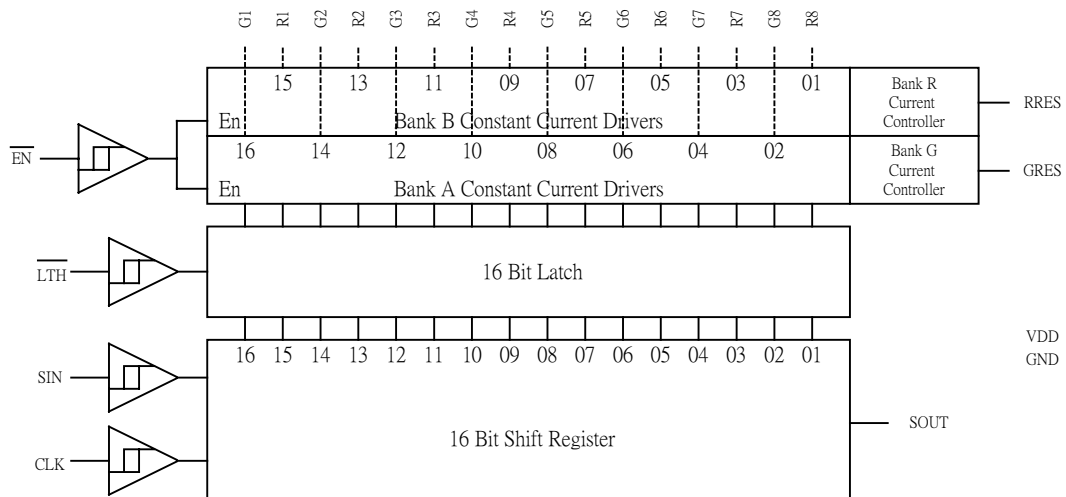 G1 R1 G2 R2 G3 R3 G4 R4 G5 R5 G6 R6 G7 R7 G8 R8
15 13 11 09 07 05 03 01
En Bank B Constant Current Drivers
Bank R
Current
Controller
RRES
EN
16 14 12 10 08 06 04 02
En Bank A Constant Current Drivers
Bank G
Current
Controller
GRES
LTH
16 Bit Latch
VDD
GND
16 15 14 13 12 11 10 09 08 07 06 05 04 03 02 01
SIN
16 Bit Shift Register
SOUT
CLK